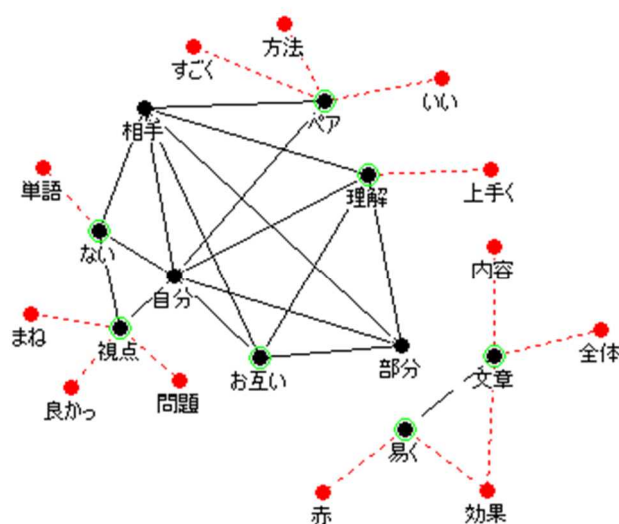 方法
すごく
いい
ペア
相手
単語
理解
上手く
ない
内容
自分
まね
視点
お互い
部分
全体
文章
良かっ
問題
易く
赤
効果